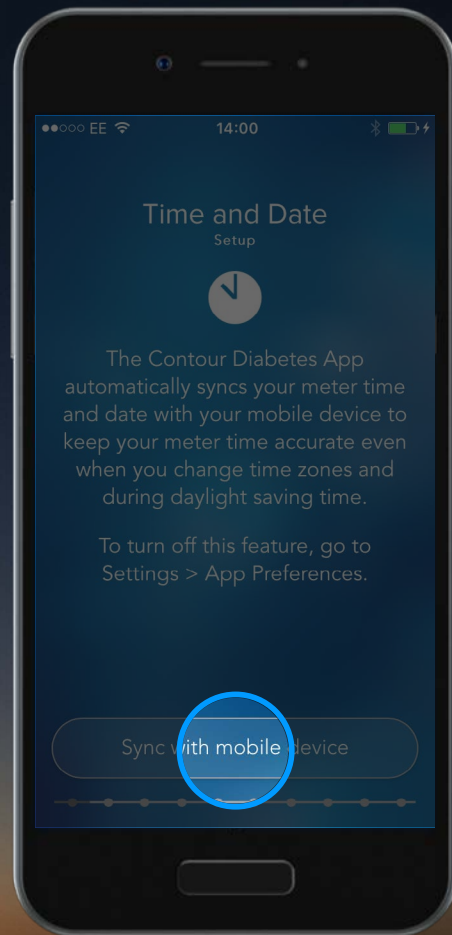 EE 14:00
Time and Date
Setup
The Contour Diabetes App
automatically syncs your meter time
and date with your mobile device to
keep your meter time accurate even
when you change time zones and
during daylight saving time.
To turn off this feature, go to
Settings > App Preferences.
Sync with mobile device